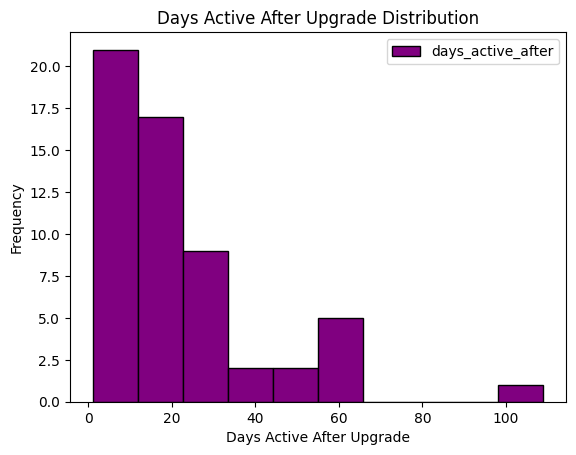 Days Active After Upgrade Distribution
days_active_after
20.0
17.5
15.0
12.5
10.0
7.5
5.0
2.5
0.0
Frequency
0 20 40 60 80 100
Days Active After Upgrade